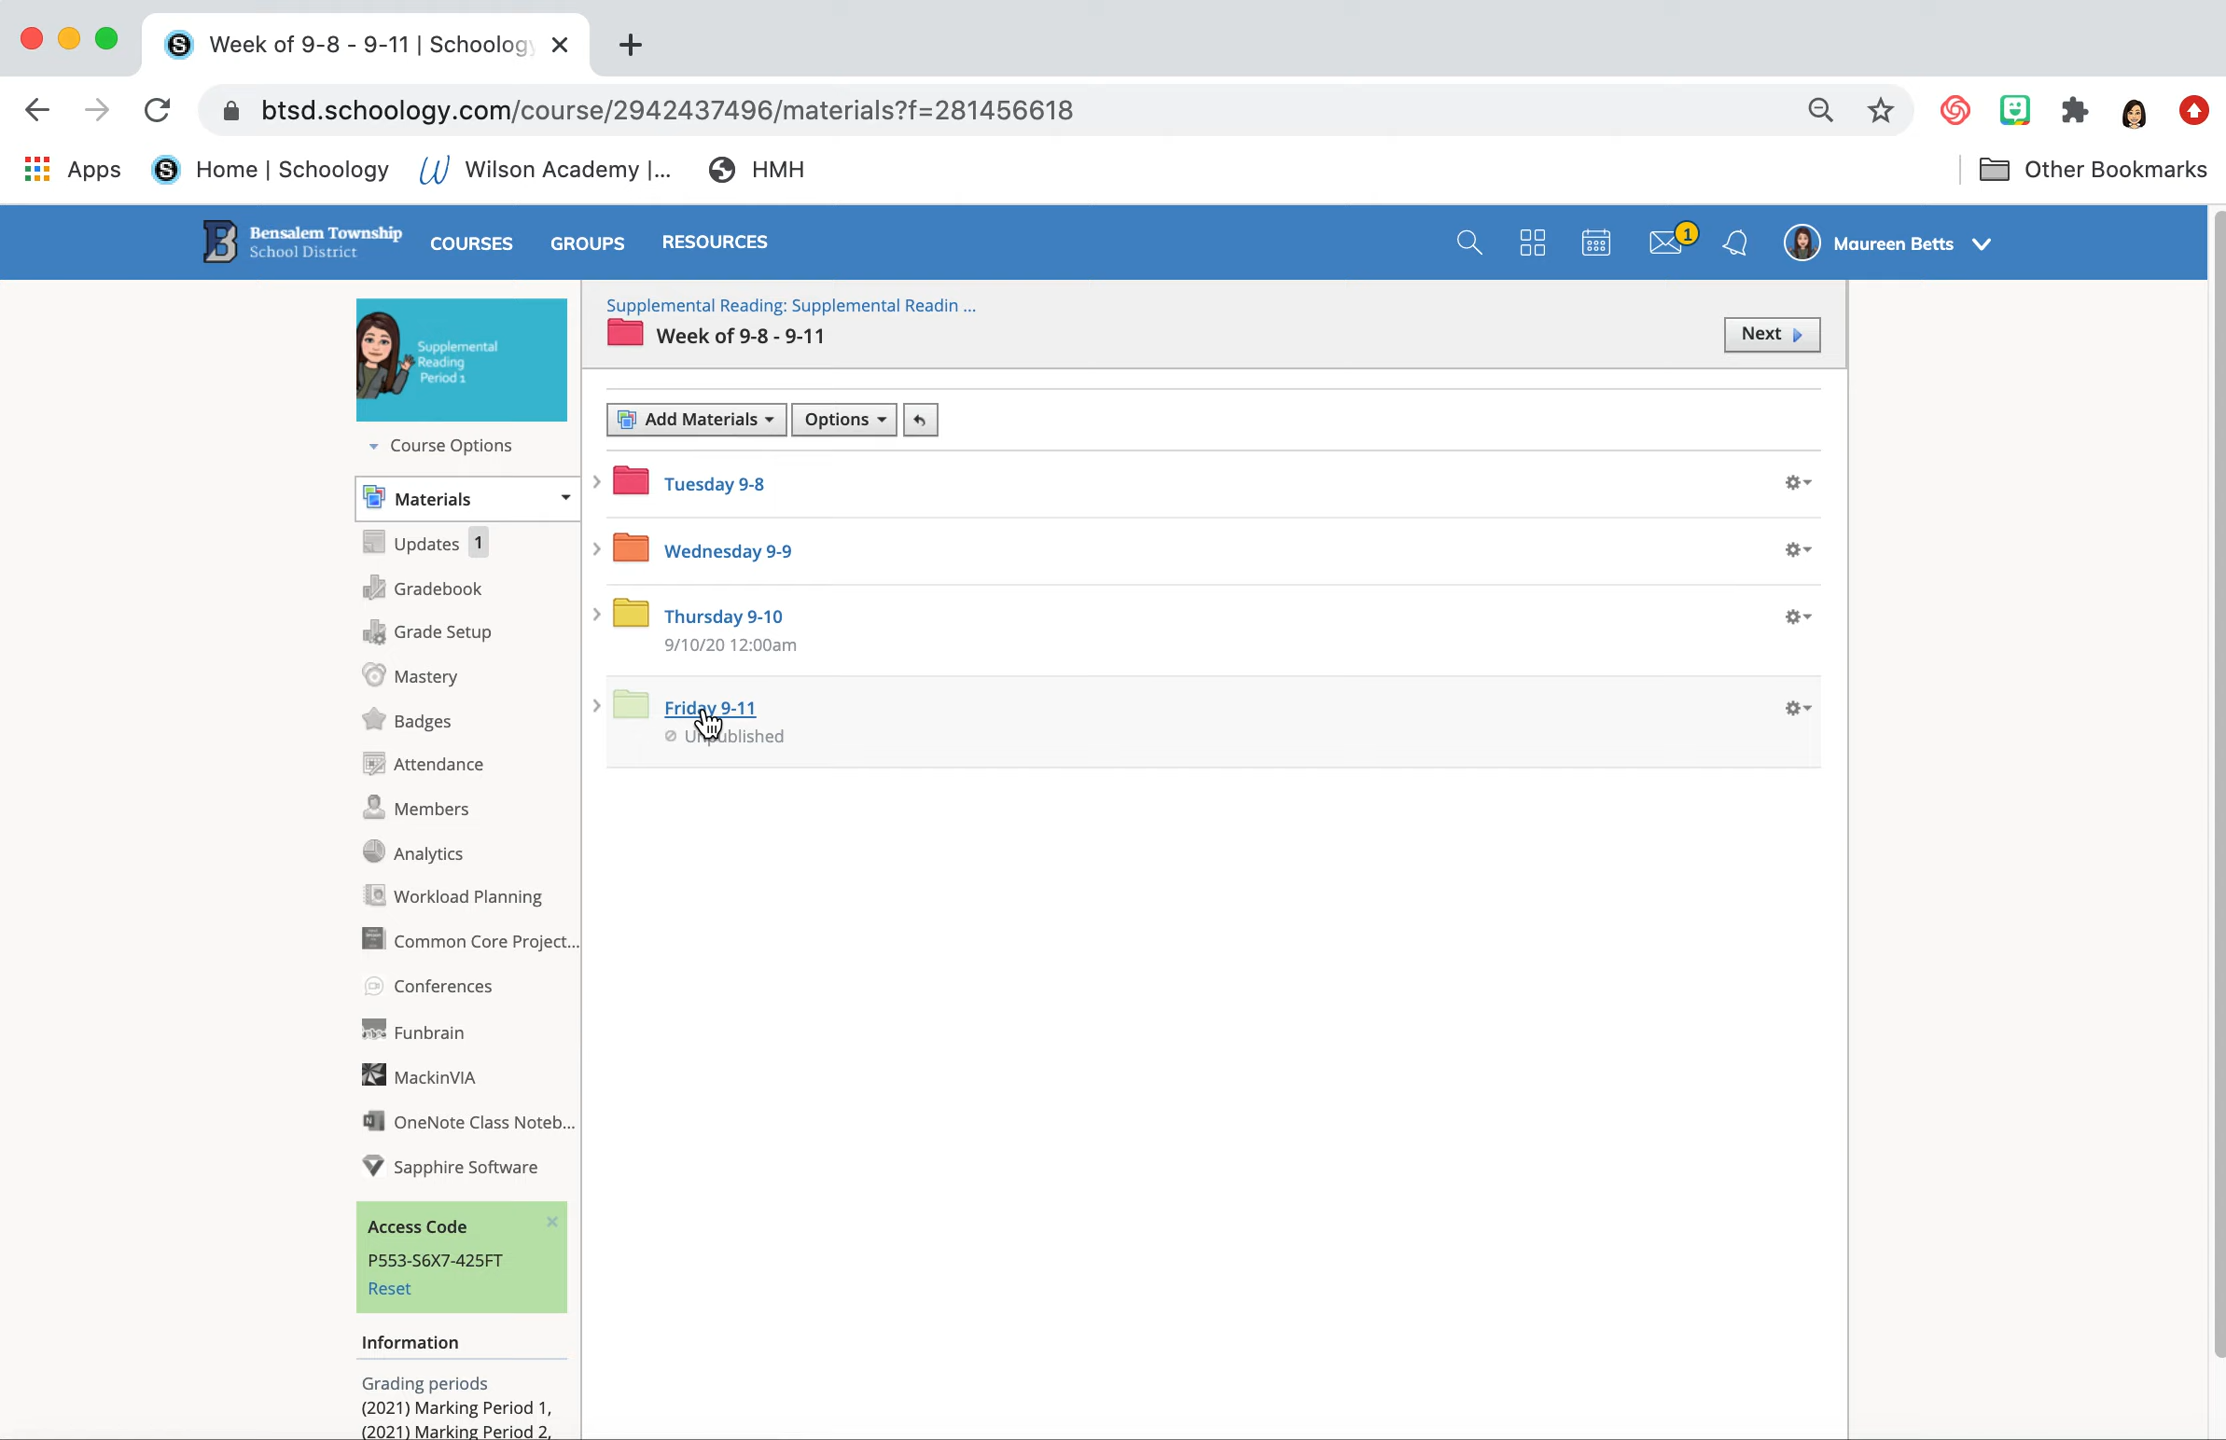 Week of 9-8 - 9-11 | Schoology
btsd.schoology.com/course/2942437496/materials?f=281456618
Apps
Home | Schoology
Wilson Academy |...
HMH
Other Bookmarks
Bensalem Township
School District
COURSES
GROUPS
RESOURCES
1
Maureen Betts
Supplemental
Reading
Period 1
Course Options
Materials
Updates 1
Gradebook
Grade Setup
Mastery
Badges
Attendance
Members
Analytics
Workload Planning
Common Core Project...
Conferences
Funbrain
MackinVIA
OneNote Class Noteb...
Sapphire Software
Access Code
P553-S6X7-425FT
Reset
Information
Grading periods
(2021) Marking Period 1,
(2021) Marking Period 2,
Supplemental Reading: Supplemental Readin ...
Week of 9-8 - 9-11
Next
Add Materials
Options
Tuesday 9-8
Wednesday 9-9
Thursday 9-10
9/10/20 12:00am
Friday 9-11
Unpublished